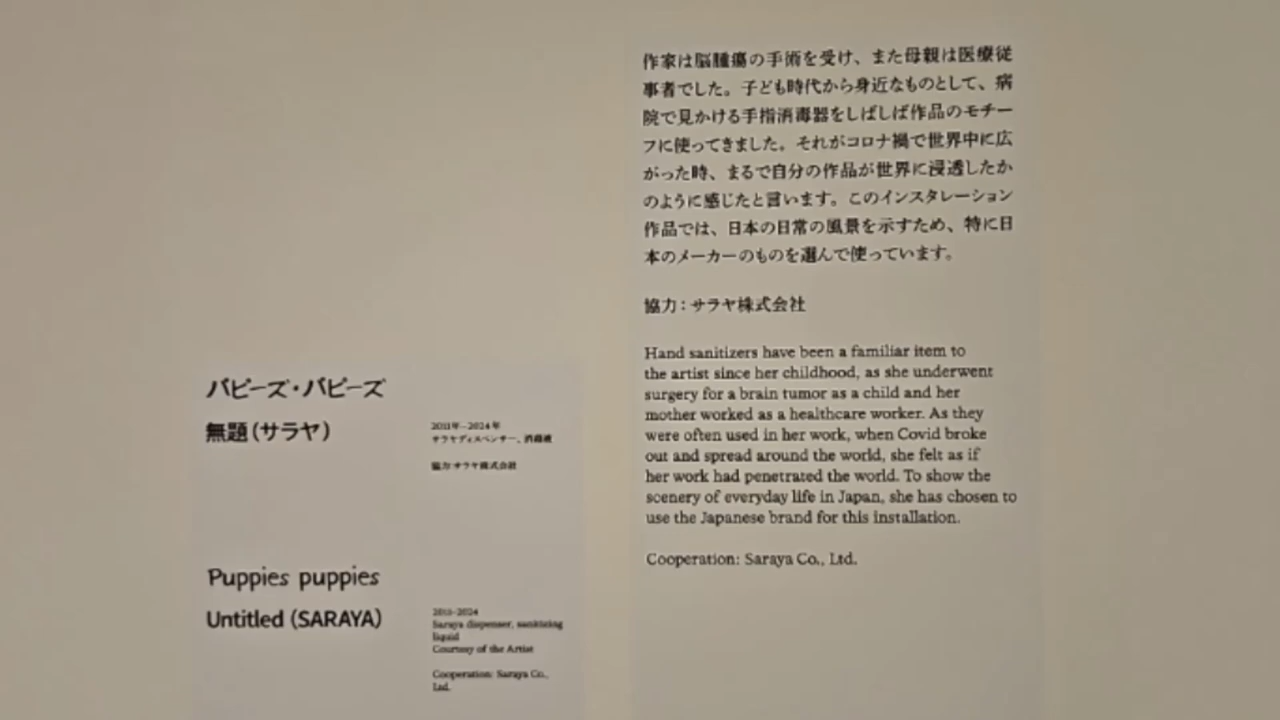 作家は脳腫瘍の手術を受け、また母親は医療従
事者でした。子ども時代から身近なものとして、病
院で見かける手指消毒器をしばしば作品のモチー
フに使ってきました。それがコロナ禍で世界中に広
がった時、まるで自分の作品が世界に浸透したか
のように感じたと言います。このインスタレーション
作品では、日本の日常の風景を示すため、特に日
本のメーカーのものを選んで使っています。
協力：サラヤ株式会社
Hand sanitizers have been a familiar item to
the artist since her childhood, as she underwent
surgery for a brain tumor as a child and her
mother worked as a healthcare worker. As they
were often used in her work, when Covid broke
out and spread around the world, she felt as if
her work had penetrated the world. To show the
scenery of everyday life in Japan, she has chosen to
use the Japanese brand for this installation.
Cooperation: Saraya Co., Ltd.
パピーズ・パピーズ
無題（サラヤ）
サラヤディスペンサー、消毒液
協力:サラヤ株式会社
Puppies puppies
Untitled (SARAYA)
Saraya dispenser, sanitizing
liquid
Courtesy of the Artist
Cooperation: Saraya Co.,
Ltd.